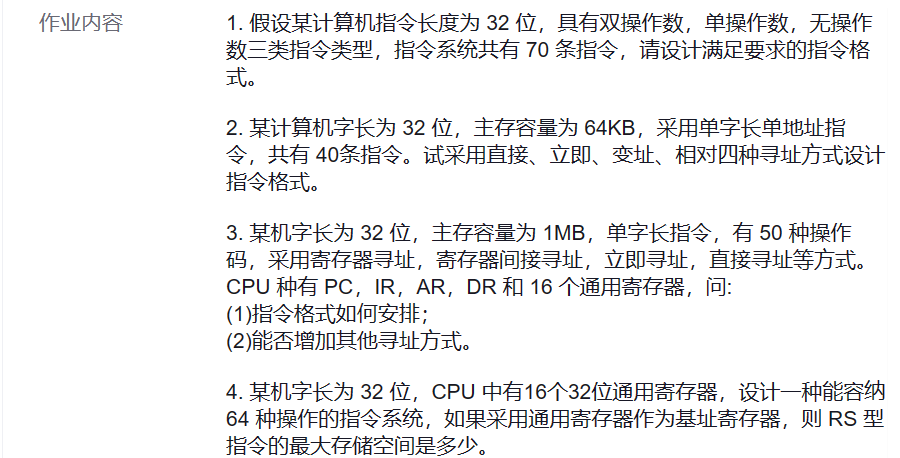 作业内容
1. 假设某计算机指令长度为 32 位，具有双操作数，单操作数，无操作
数三类指令类型，指令系统共有 70 条指令，请设计满足要求的指令格
式。
2. 某计算机字长为 32 位，主存容量为 64KB，采用单字长单地址指
令，共有 40条指令。试采用直接、立即、变址、相对四种寻址方式设计
指令格式。
3. 某机字长为 32 位，主存容量为 1MB，单字长指令，有 50 种操作
码，采用寄存器寻址，寄存器间接寻址，立即寻址，直接寻址等方式。
CPU 种有 PC，IR，AR，DR 和 16 个通用寄存器，问:
(1)指令格式如何安排；
(2)能否增加其他寻址方式。
4. 某机字长为 32 位，CPU 中有16个32位通用寄存器，设计一种能容纳
64 种操作的指令系统，如果采用通用寄存器作为基址寄存器，则 RS 型
指令的最大存储空间是多少。